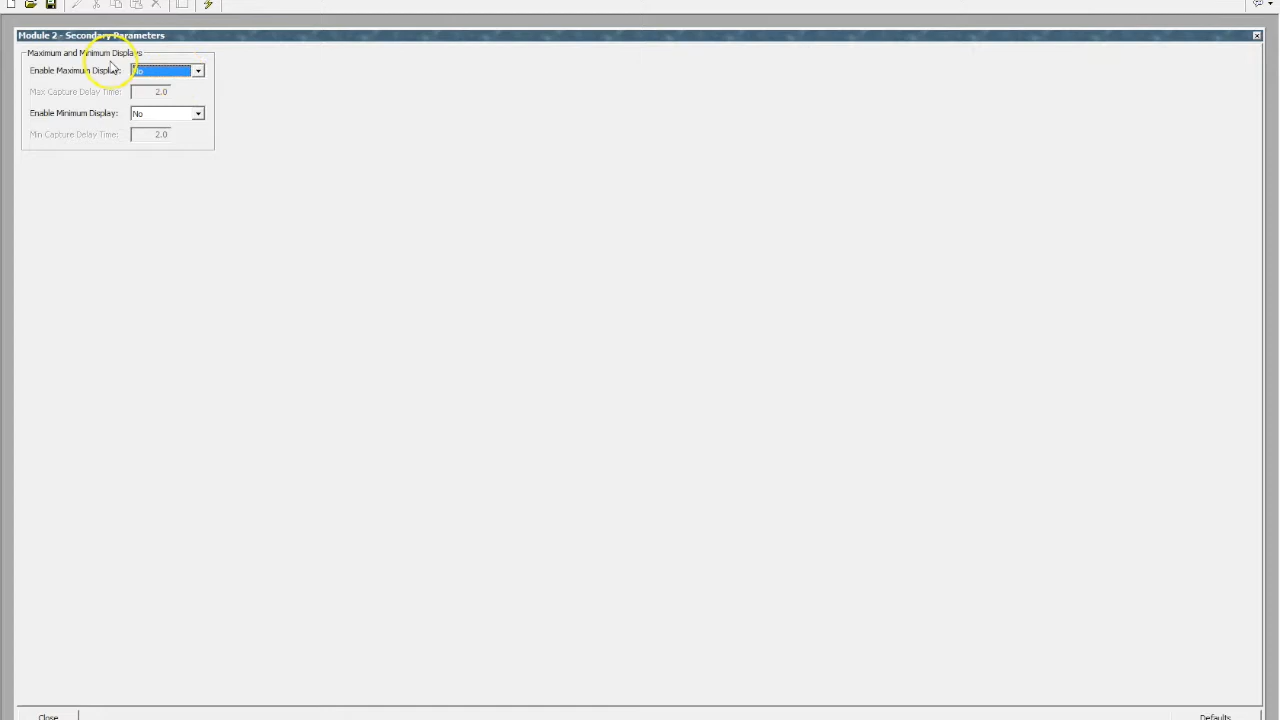 Module 2 - Secondary Parameters
Maximum and Minimum Displays
Enable Maximum Display: No
Max Capture Delay Time: 2.0
Enable Minimum Display: No
Min Capture Delay Time: 2.0
Close Defaults